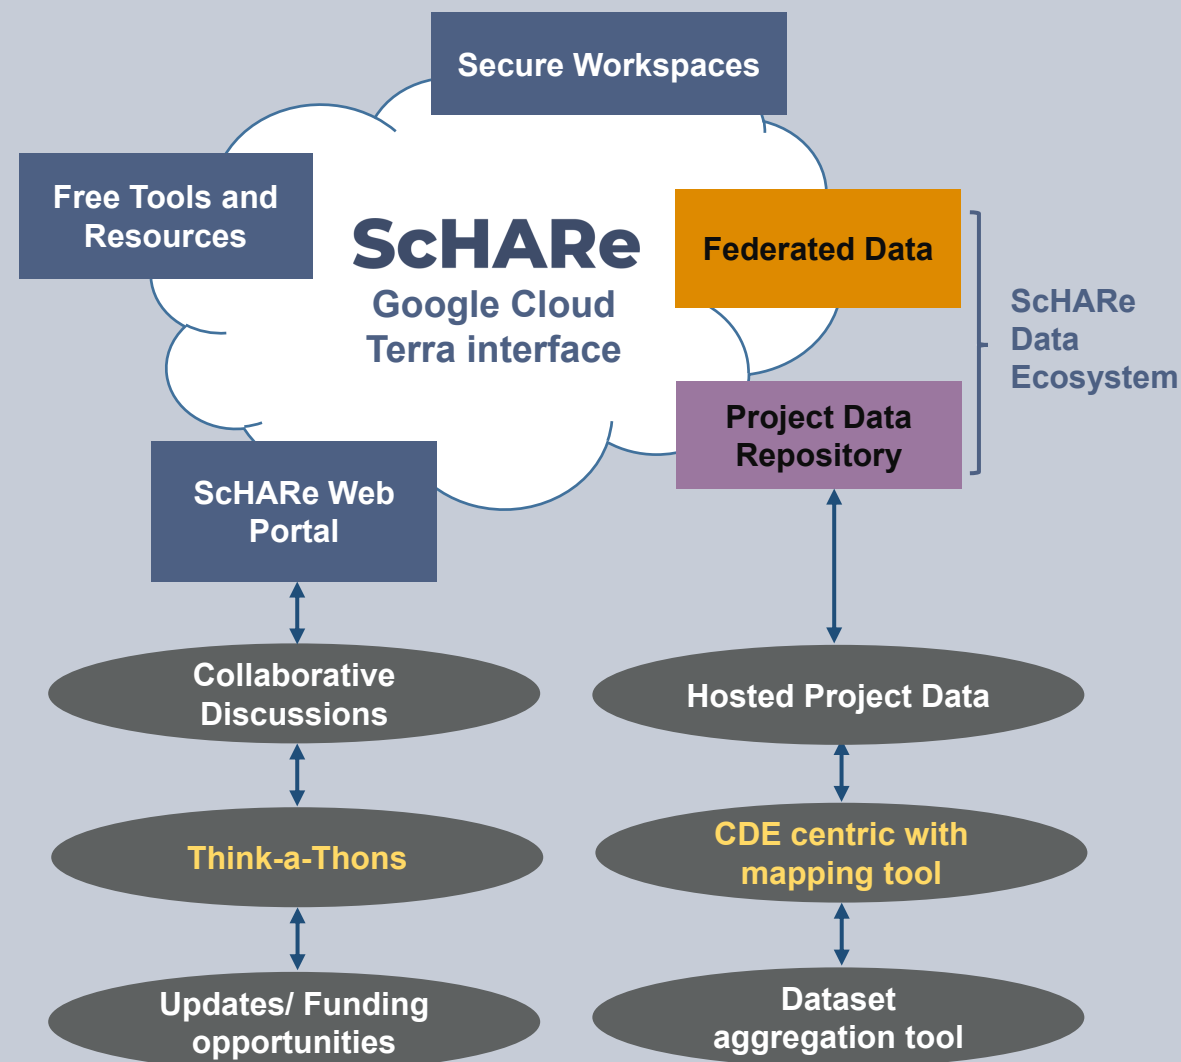 Secure Workspaces
Free Tools and
Resources
ScHARe
Google Cloud
Terra interface
Federated Data
ScHARe
Data
Ecosystem
Project Data
Repository
ScHARe Web
Portal
Collaborative
Discussions
Hosted Project Data
Think-a-Thons
CDE centric with
mapping tool
Updates/ Funding
opportunities
Dataset
aggregation tool